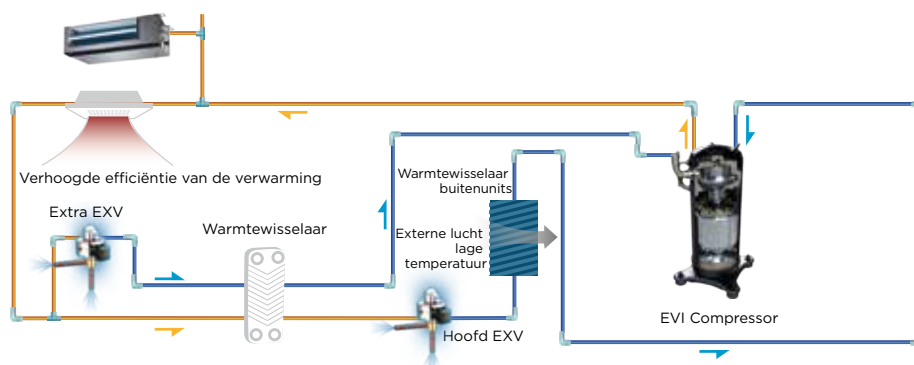 Verhoogde efficiëntie van de verwarming
Extra EXV
Warmtewisselaar
Warmtewisselaar
buitenunits
Externe lucht
lage
temperatuur
Hoofd EXV
EVI Compressor